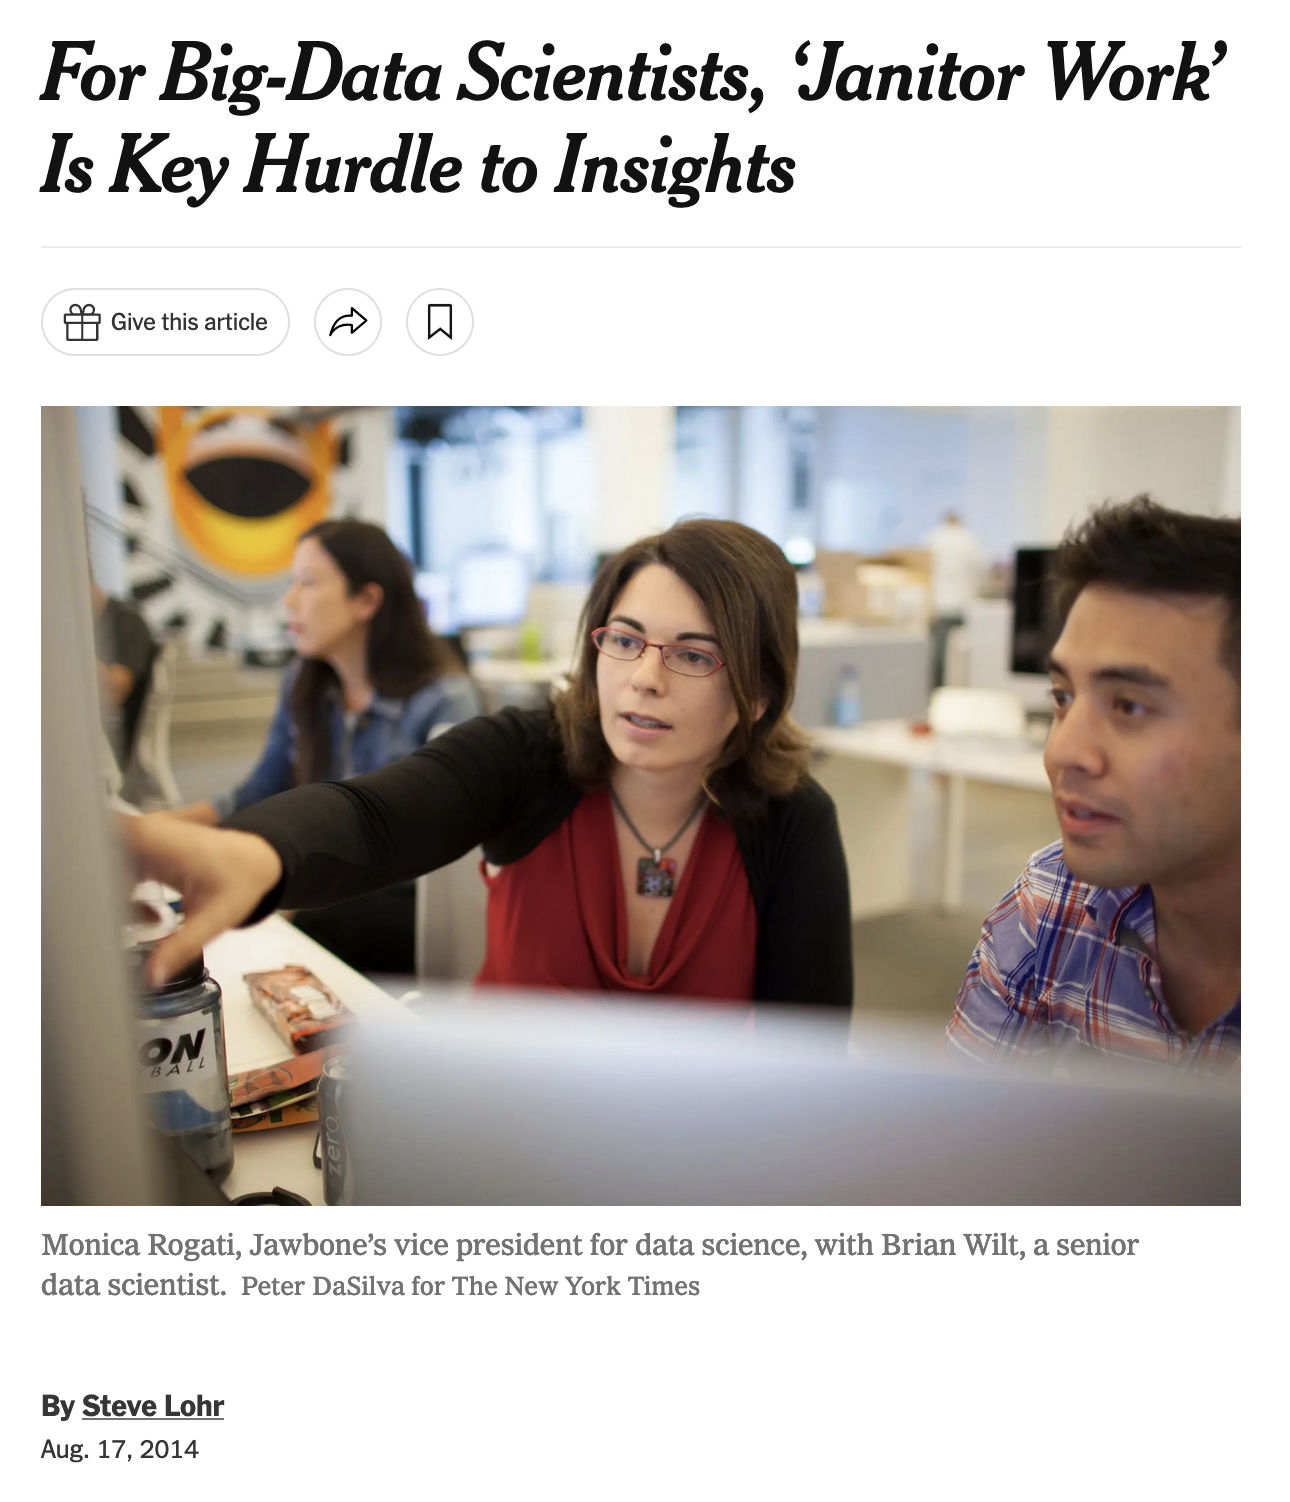 For Big-Data Scientists, ‘Janitor Work’
Is Key Hurdle to Insights
Give this article
ON
BALL
zero
Monica Rogati, Jawbone’s vice president for data science, with Brian Wilt, a senior
data scientist. Peter DaSilva for The New York Times
By Steve Lohr
Aug. 17, 2014